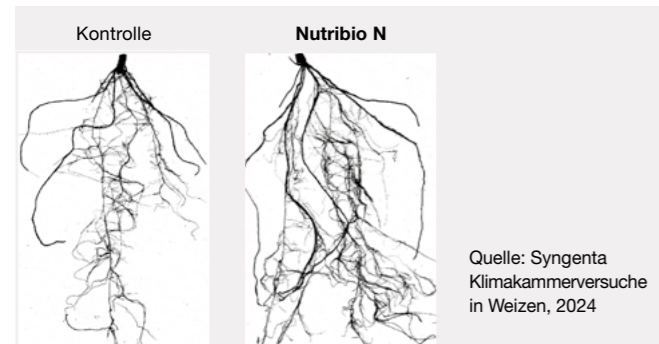 Kontrolle
Nutribio N
Quelle: Syngenta
Klimakammerversuche
in Weizen, 2024